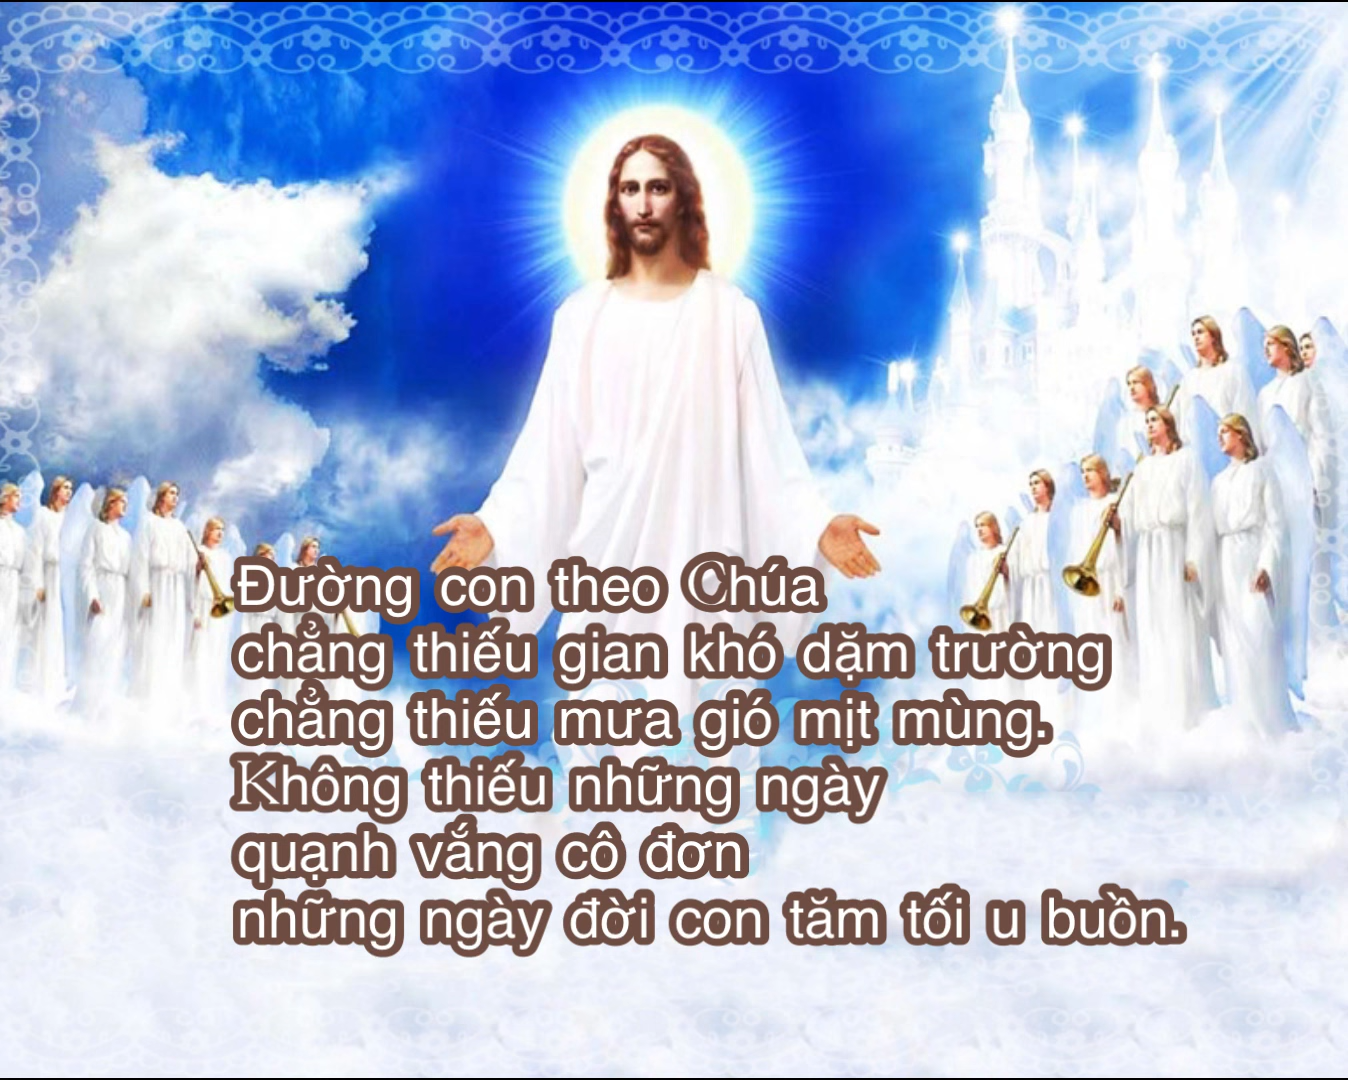 Đường con theo Chúa
chẳng thiếu gian khó dặm trường
chẳng thiếu mưa gió mịt mùng.
Không thiếu những ngày
quạnh vắng cô đơn
những ngày đời con tăm tối u buồn.